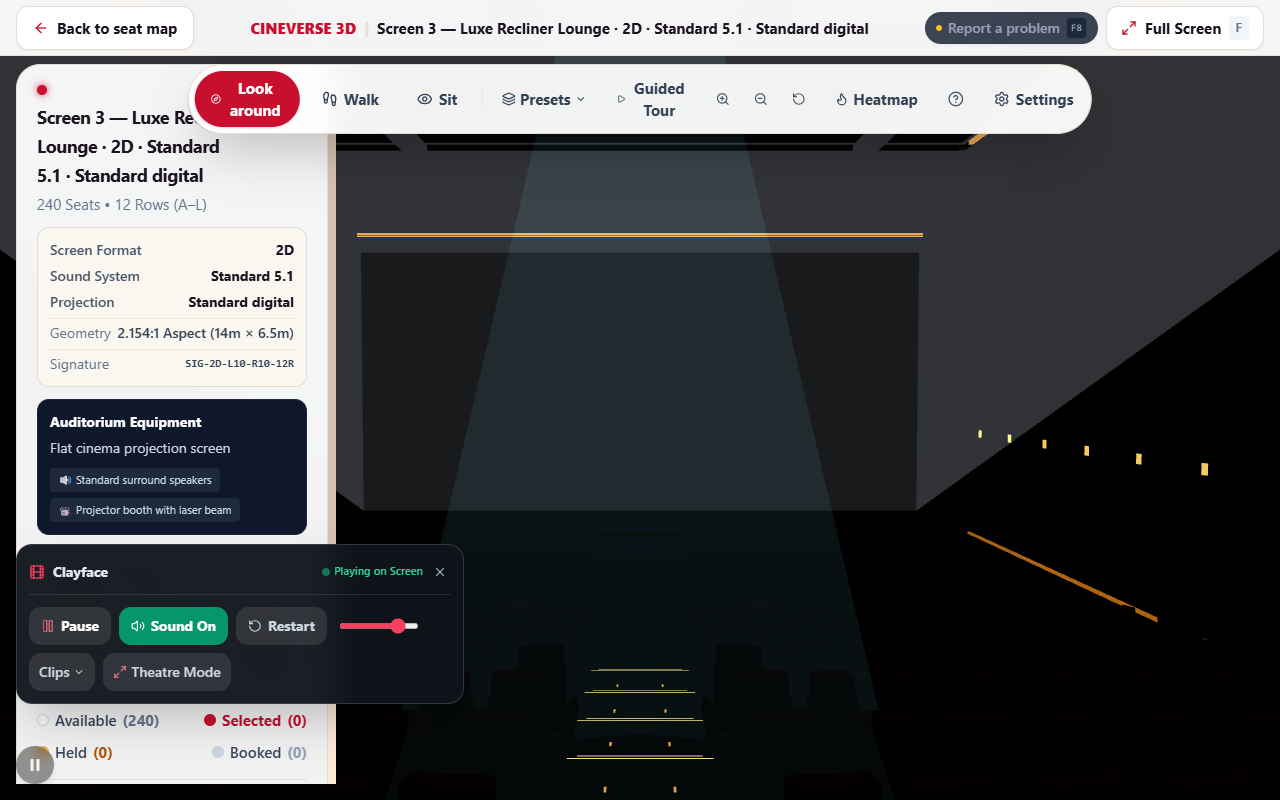 Back to seat map
CINEVERSE 3D | Screen 3 — Luxe Recliner Lounge · 2D · Standard 5.1 · Standard digital
Report a problem F8
Full Screen F
Look around
Walk
Sit
Presets
Guided Tour
Heatmap
Settings
Screen 3 — Luxe Re
Lounge · 2D · Standard
5.1 · Standard digital
240 Seats • 12 Rows (A–L)
Screen Format 2D
Sound System Standard 5.1
Projection Standard digital
Geometry 2.154:1 Aspect (14m × 6.5m)
Signature SIG-2D-L10-R10-12R
Auditorium Equipment
Flat cinema projection screen
Standard surround speakers
Projector booth with laser beam
Clayface
Playing on Screen
Pause
Sound On
Restart
Clips
Theatre Mode
Available (240)
Selected (0)
Held (0)
Booked (0)